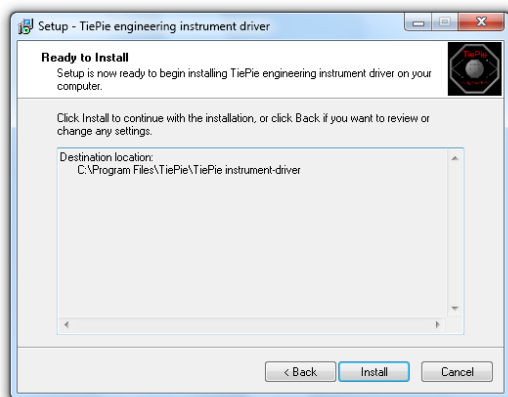 Setup - TiePie engineering instrument driver
Ready to Install
Setup is now ready to begin installing TiePie engineering instrument driver on your
computer.
TiePie
Click Install to continue with the installation, or click Back if you want to review or
change any settings.
Destination location:
C:\Program Files\TiePie\TiePie instrument-driver
< Back
Install
Cancel